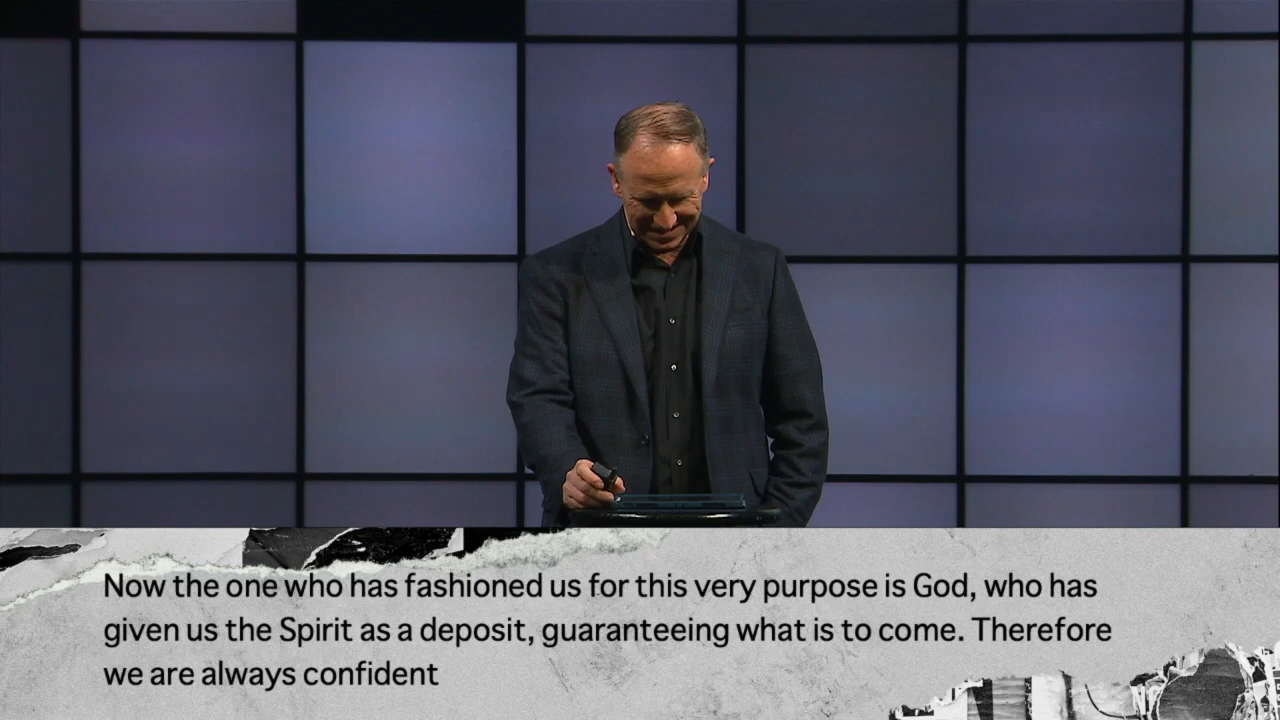 Now the one who has fashioned us for this very purpose is God, who has
given us the Spirit as a deposit, guaranteeing what is to come. Therefore
we are always confident